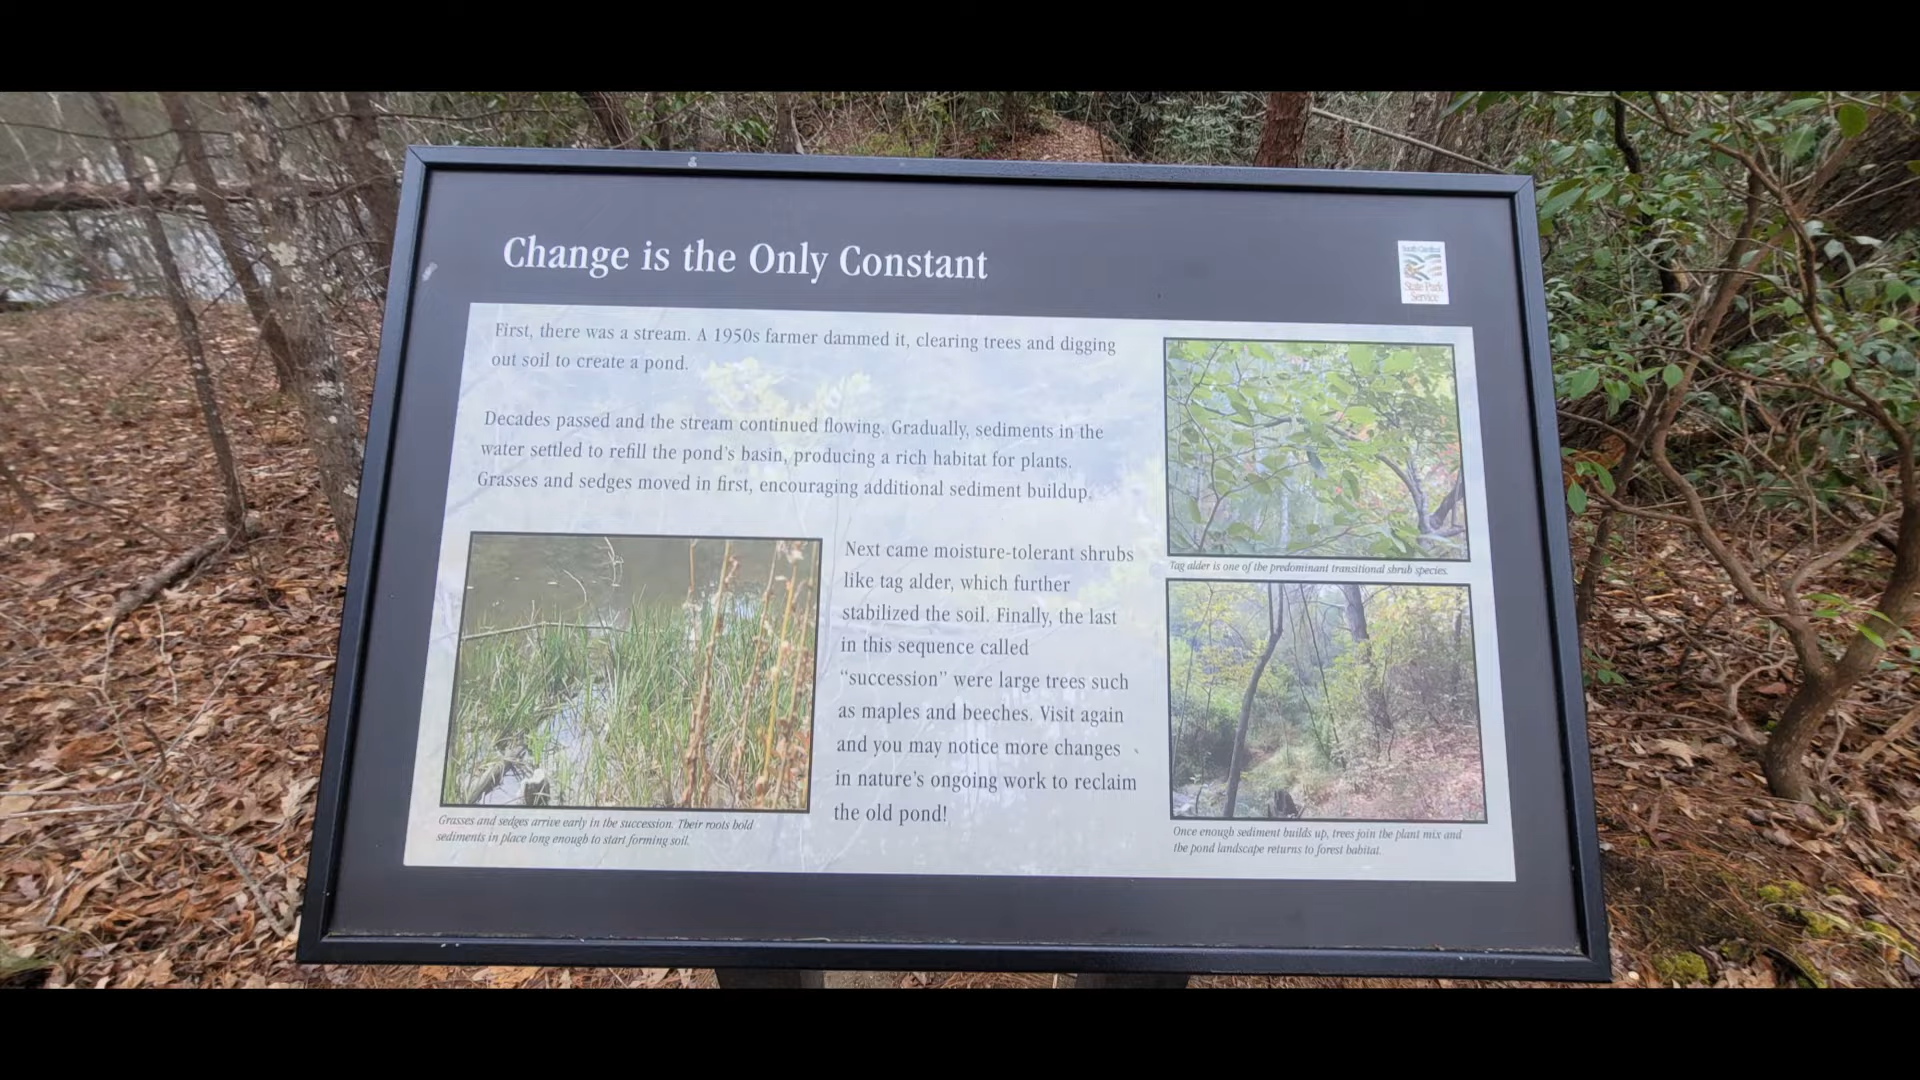 Change is the Only Constant
South Carolina
State Park
Service
First, there was a stream. A 1950s farmer dammed it, clearing trees and digging
out soil to create a pond.
Decades passed and the stream continued flowing. Gradually, sediments in the
water settled to refill the pond's basin, producing a rich habitat for plants.
Grasses and sedges moved in first, encouraging additional sediment buildup.
Next came moisture-tolerant shrubs
like tag alder, which further
stabilized the soil. Finally, the last
in this sequence called
“succession” were large trees such
as maples and beeches. Visit again
and you may notice more changes
in nature's ongoing work to reclaim
the old pond!
Grasses and sedges arrive early in the succession. Their roots hold
sediments in place long enough to start forming soil.
Tag alder is one of the predominant transitional shrub species.
Once enough sediment builds up, trees join the plant mix and
the pond landscape returns to forest habitat.